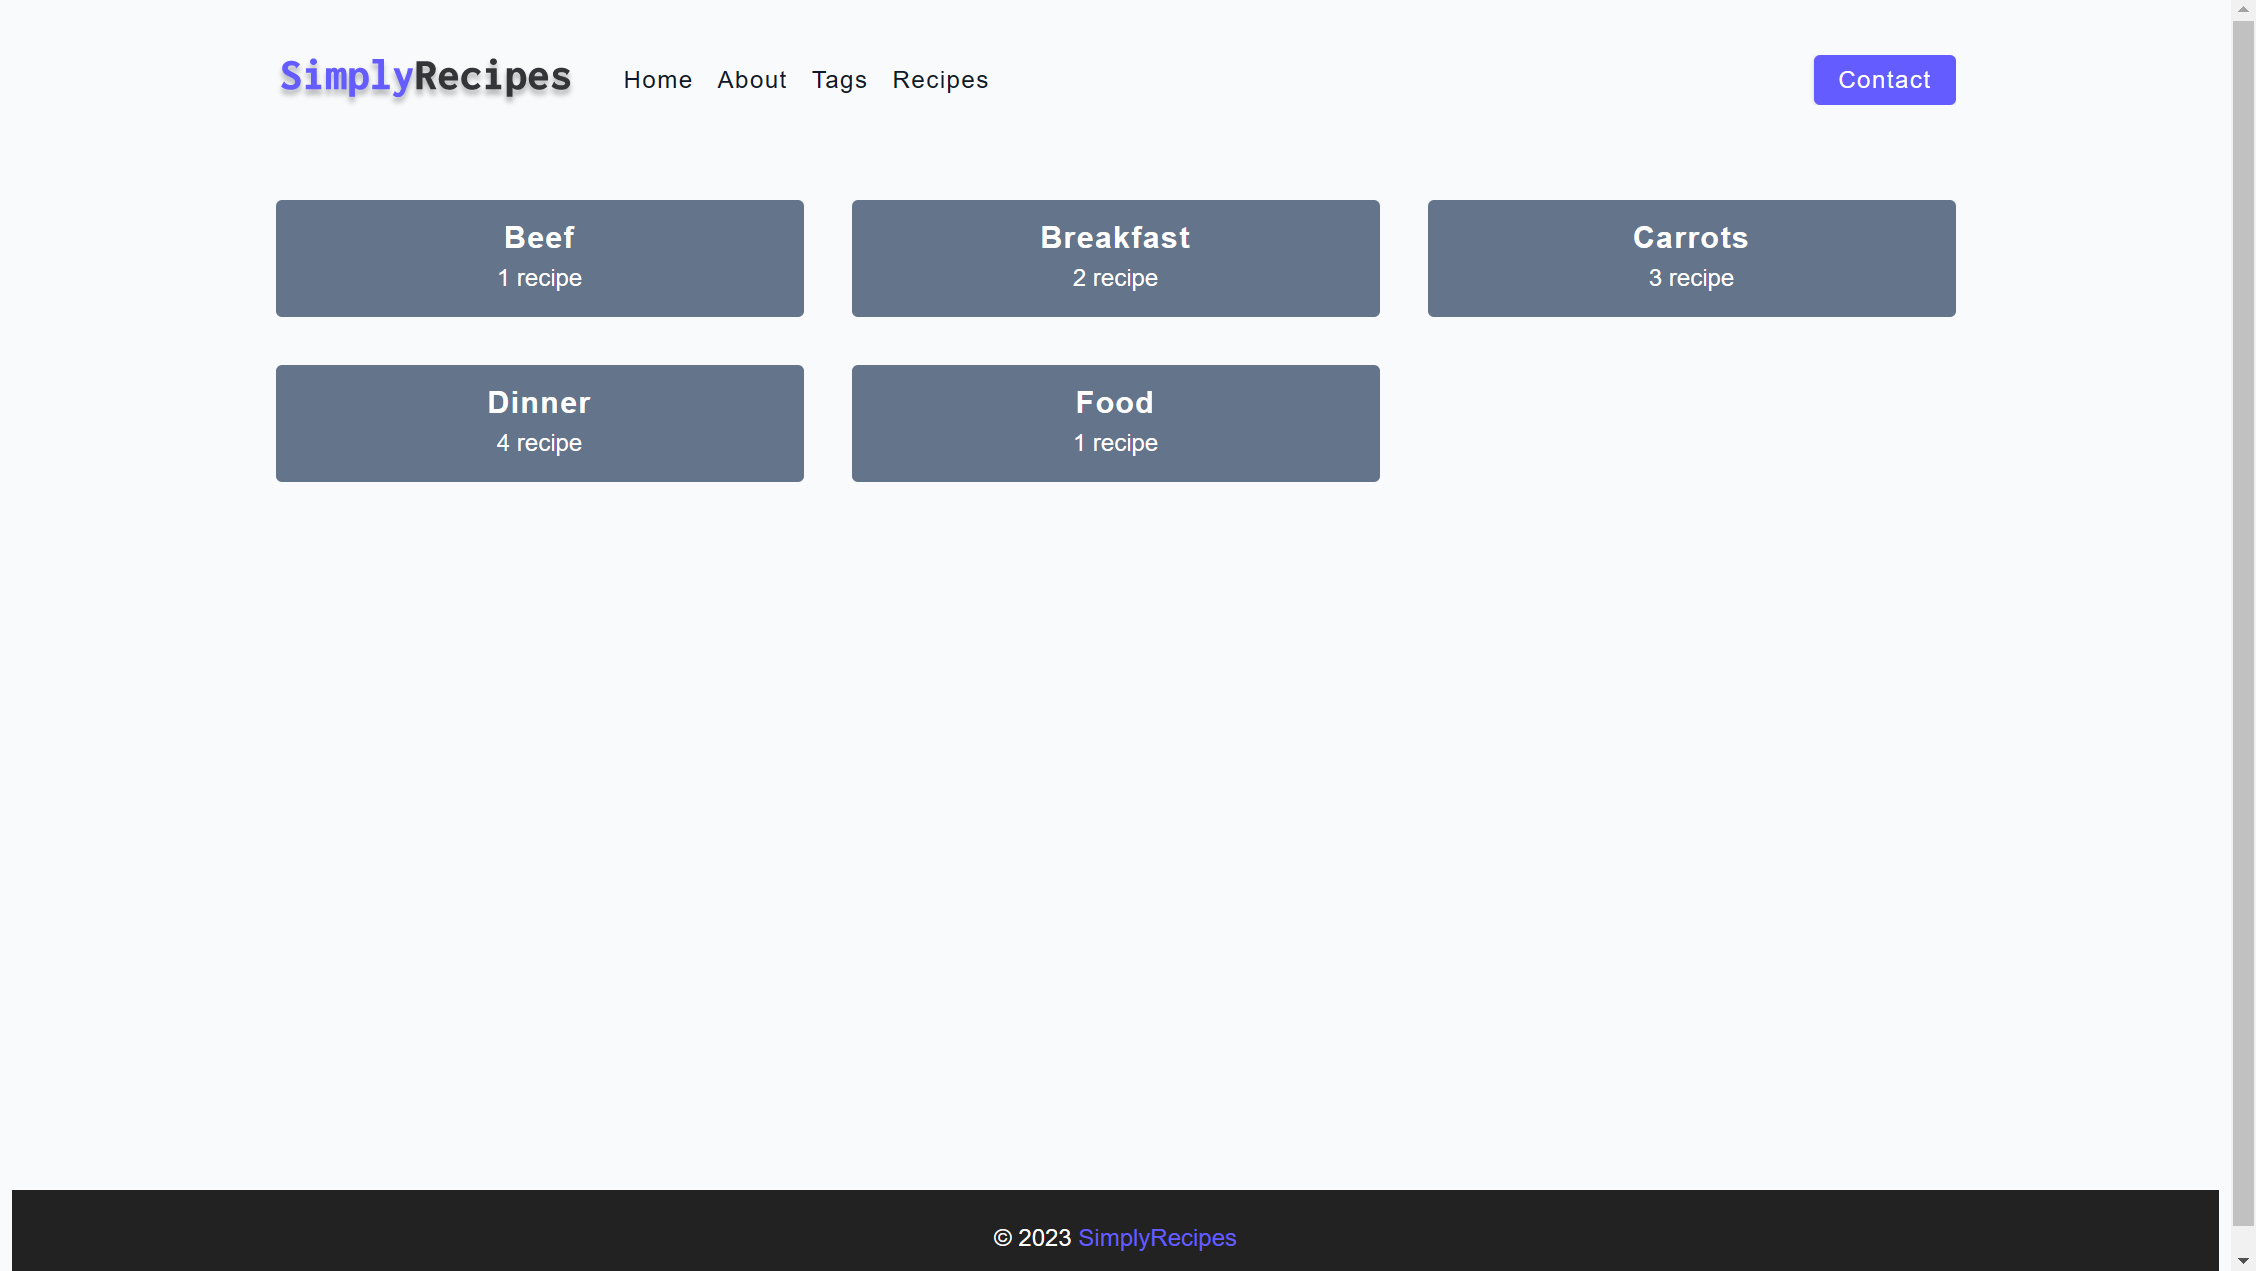 SimplyRecipes Home About Tags Recipes Contact
Beef
1 recipe
Breakfast
2 recipe
Carrots
3 recipe
Dinner
4 recipe
Food
1 recipe
© 2023 SimplyRecipes